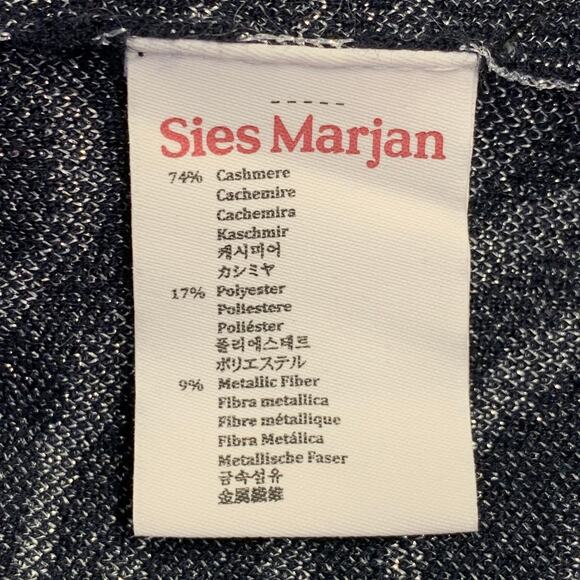 Sies Marjan
74% Cashmere
Cachemire
Cachemira
Kaschmir
캐시미어
カシミヤ
17% Polyester
Poliestere
Poliéster
폴리에스테르
ポリエステル
9% Metallic Fiber
Fibra metallica
Fibre métallique
Fibra Metálica
Metallische Faser
금속섬유
金属繊維